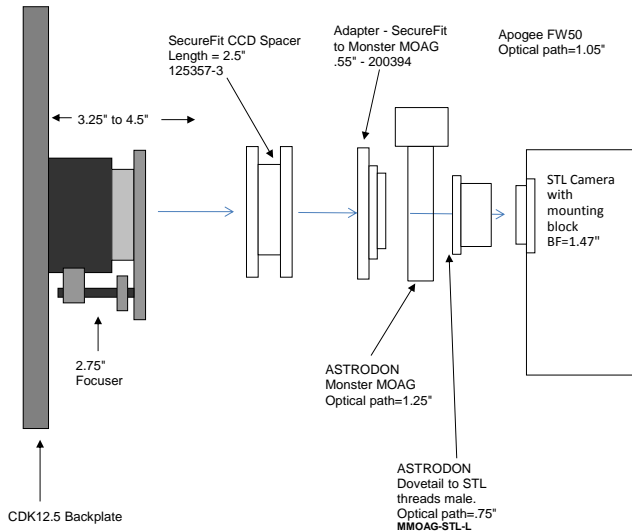 SecureFit CCD Spacer
Length = 2.5"
125357-3
Adapter - SecureFit
to Monster MOAG
.55" - 200394
Apogee FW50
Optical path=1.05"
3.25" to 4.5"
STL Camera
with
mounting
block
BF=1.47"
2.75"
Focuser
ASTRODON
Monster MOAG
Optical path=1.25"
ASTRODON
Dovetail to STL
threads male.
Optical path=.75"
MMOAG-STL-L
CDK12.5 Backplate